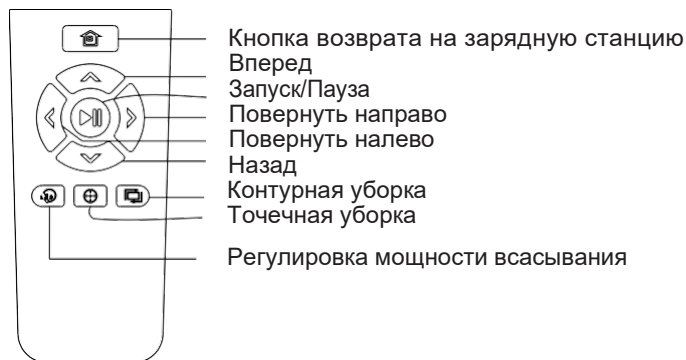 Кнопка возврата на зарядную станцию
Вперед
Запуск/Пауза
Повернуть направо
Повернуть налево
Назад
Контурная уборка
Точечная уборка
Регулировка мощности всасывания